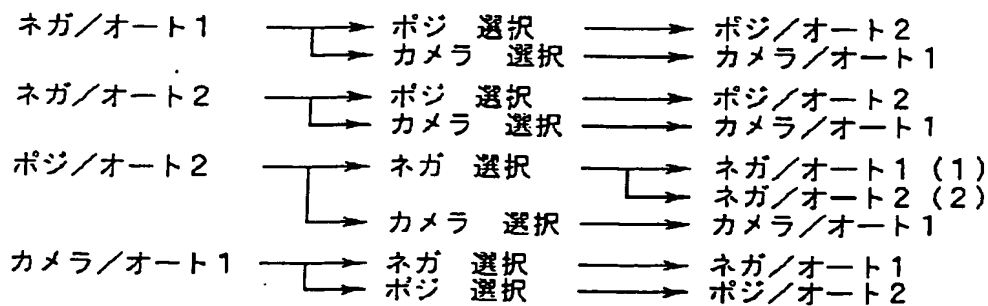 ネガ／オート1 ポジ 選択 ポジ／オート2
カメラ 選択 カメラ／オート1
ネガ／オート2 ポジ 選択 ポジ／オート2
カメラ 選択 カメラ／オート1
ポジ／オート2 ネガ 選択 ネガ／オート1（1）
ネガ／オート2（2）
カメラ 選択 カメラ／オート1
カメラ／オート1 ネガ 選択 ネガ／オート1
ポジ 選択 ポジ／オート2